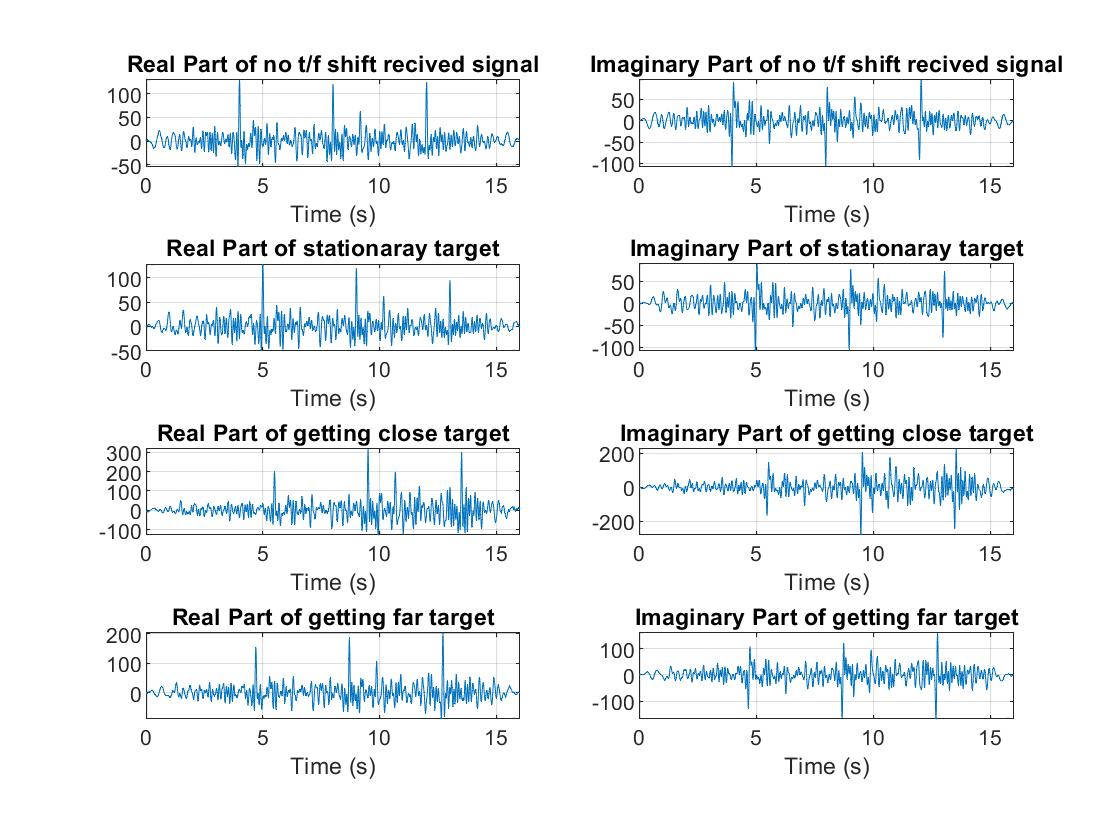 Real Part of no t/f shift recived signal
100
50
0
-50
0 5 10 15
Time (s)
Imaginary Part of no t/f shift recived signal
50
0
-50
-100
0 5 10 15
Time (s)
Real Part of stationaray target
100
50
0
-50
0 5 10 15
Time (s)
Imaginary Part of stationaray target
50
0
-50
-100
0 5 10 15
Time (s)
Real Part of getting close target
300
200
100
0
-100
0 5 10 15
Time (s)
Imaginary Part of getting close target
200
0
-200
0 5 10 15
Time (s)
Real Part of getting far target
200
100
0
0 5 10 15
Time (s)
Imaginary Part of getting far target
100
0
-100
0 5 10 15
Time (s)